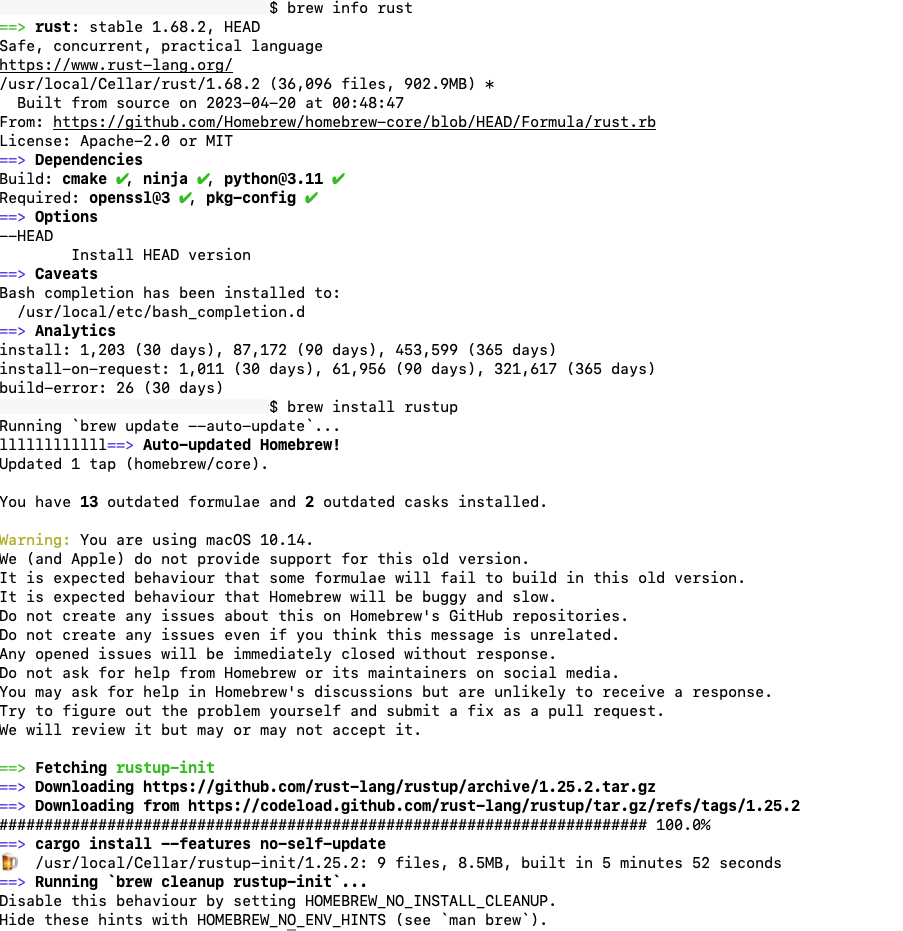 $ brew info rust
==> rust: stable 1.68.2, HEAD
Safe, concurrent, practical language
https://www.rust-lang.org/
/usr/local/Cellar/rust/1.68.2 (36,096 files, 902.9MB) *
  Built from source on 2023-04-20 at 00:48:47
From: https://github.com/Homebrew/homebrew-core/blob/HEAD/Formula/rust.rb
License: Apache-2.0 or MIT
==> Dependencies
Build: cmake ✔, ninja ✔, python@3.11 ✔
Required: openssl@3 ✔, pkg-config ✔
==> Options
--HEAD
        Install HEAD version
==> Caveats
Bash completion has been installed to:
  /usr/local/etc/bash_completion.d
==> Analytics
install: 1,203 (30 days), 87,172 (90 days), 453,599 (365 days)
install-on-request: 1,011 (30 days), 61,956 (90 days), 321,617 (365 days)
build-error: 26 (30 days)
$ brew install rustup
Running `brew update --auto-update`...
llllllllllll==> Auto-updated Homebrew!
Updated 1 tap (homebrew/core).

You have 13 outdated formulae and 2 outdated casks installed.

Warning: You are using macOS 10.14.
We (and Apple) do not provide support for this old version.
It is expected behaviour that some formulae will fail to build in this old version.
It is expected behaviour that Homebrew will be buggy and slow.
Do not create any issues about this on Homebrew's GitHub repositories.
Do not create any issues even if you think this message is unrelated.
Any opened issues will be immediately closed without response.
Do not ask for help from Homebrew or its maintainers on social media.
You may ask for help in Homebrew's discussions but are unlikely to receive a response.
Try to figure out the problem yourself and submit a fix as a pull request.
We will review it but may or may not accept it.

==> Fetching rustup-init
==> Downloading https://github.com/rust-lang/rustup/archive/1.25.2.tar.gz
==> Downloading from https://codeload.github.com/rust-lang/rustup/tar.gz/refs/tags/1.25.2
######################################################################## 100.0%
==> cargo install --features no-self-update
🍺  /usr/local/Cellar/rustup-init/1.25.2: 9 files, 8.5MB, built in 5 minutes 52 seconds
==> Running `brew cleanup rustup-init`...
Disable this behaviour by setting HOMEBREW_NO_INSTALL_CLEANUP.
Hide these hints with HOMEBREW_NO_ENV_HINTS (see `man brew`).